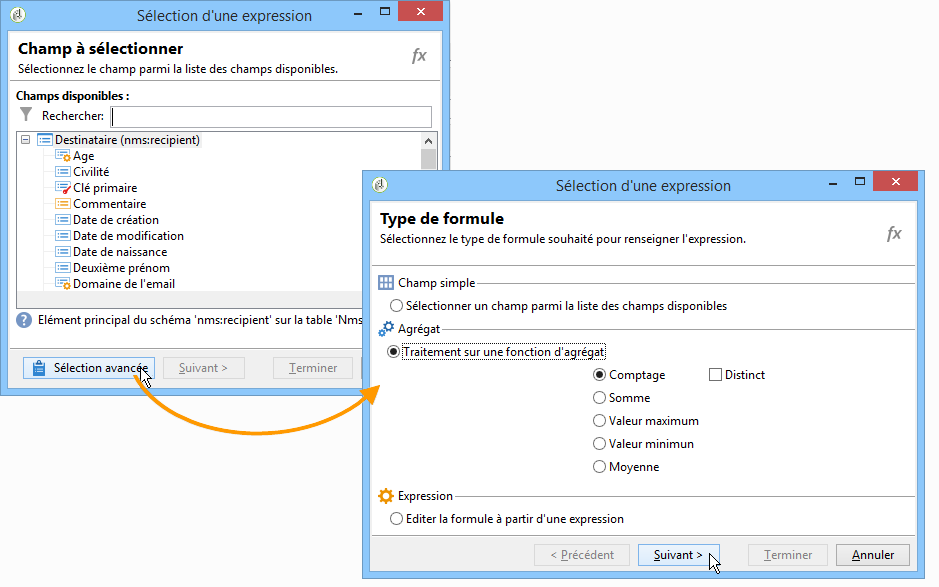 Sélection d'une expression
Champ à sélectionner
Sélectionnez le champ parmi la liste des champs disponibles.
fx
Champs disponibles :
Rechercher:
Destinataire (nms:recipient)
Age
Civilité
Clé primaire
Commentaire
Date de création
Date de modification
Date de naissance
Deuxième prénom
Domaine de l'email
Elément principal du schéma 'nms:recipient' sur la table 'Nms
Sélection avancée
Suivant >
Terminer
Sélection d'une expression
Type de formule
Sélectionnez le type de formule souhaité pour renseigner l'expression.
fx
Champ simple
Sélectionner un champ parmi la liste des champs disponibles
Agrégat
Traitement sur une fonction d'agrégat
Comptage
Distinct
Somme
Valeur maximum
Valeur minimun
Moyenne
Expression
Editer la formule à partir d'une expression
< Précédent
Suivant >
Terminer
Annuler